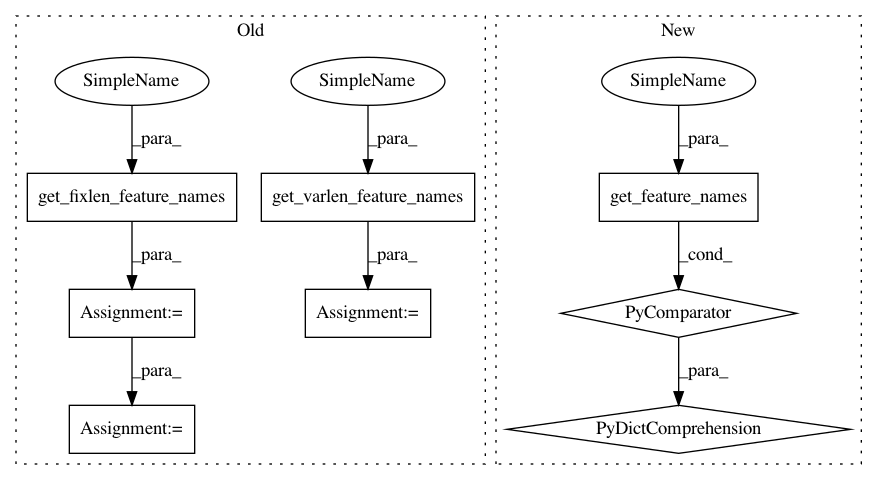 Old
New
SimpleName
SimpleName
SimpleName
_para_
_para_
_para_
get_fixlen_feature_names
get_varlen_feature_names
get_feature_names
_para_
_para_
_cond_
Assignment:=
Assignment:=
PyComparator
_para_
_para_
Assignment:=
PyDictComprehension